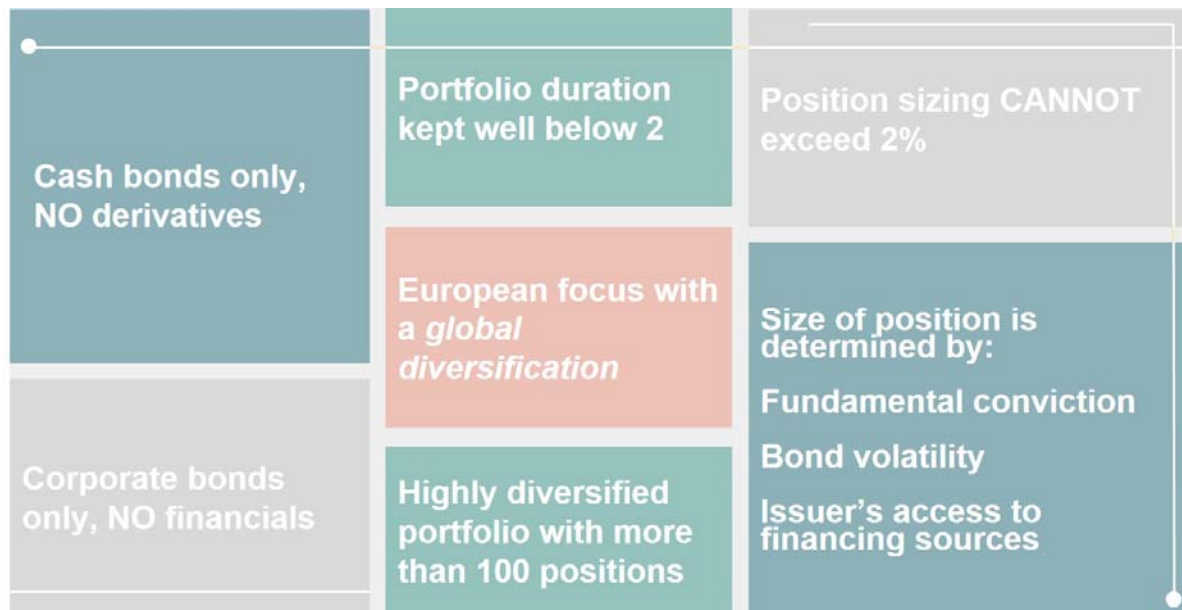 Cash bonds only,
NO derivatives
Corporate bonds
only, NO financials
Portfolio duration
kept well below 2
European focus with
a global
diversification
Highly diversified
portfolio with more
than 100 positions
Position sizing CANNOT
exceed 2%
Size of position is
determined by:
Fundamental conviction
Bond volatility
Issuer’s access to
financing sources